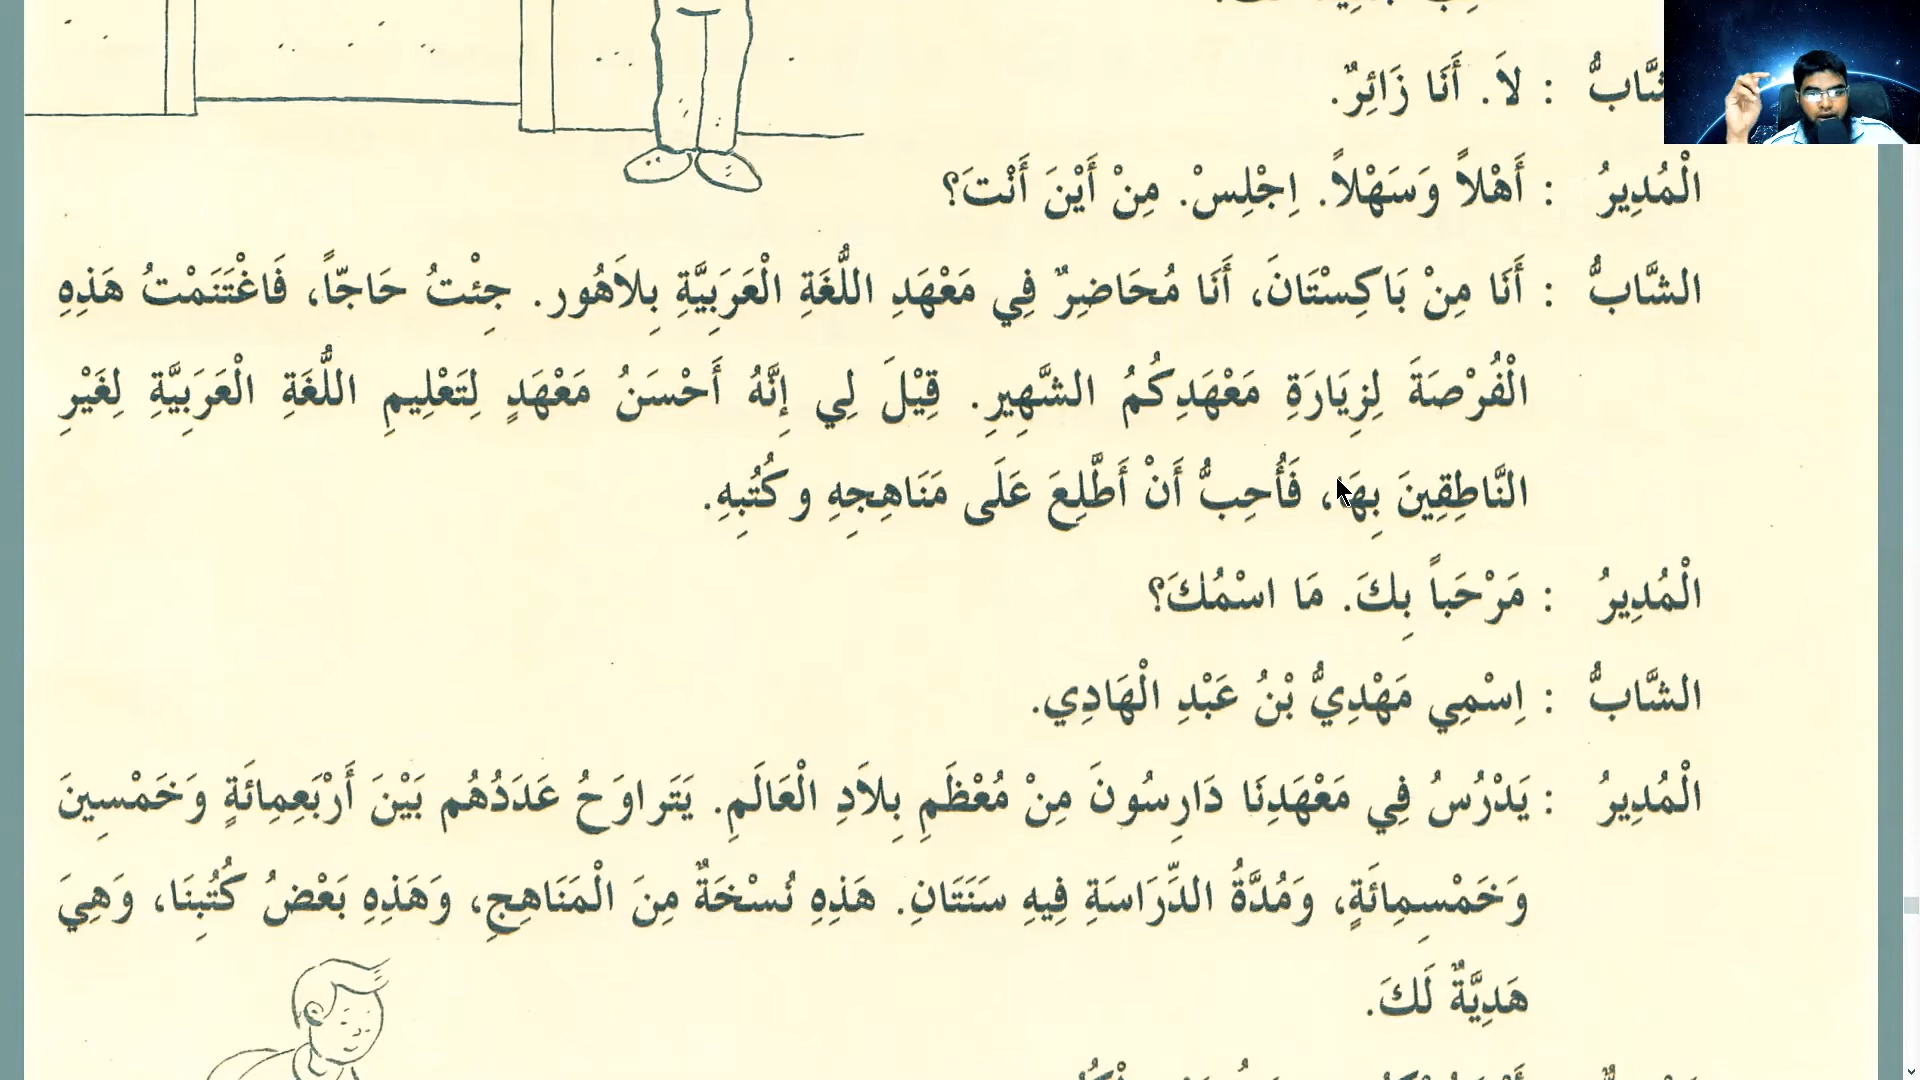 الشَّابُّ : لاَ. أَنَا زَائِرٌ.
الْمُدِيرُ : أَهْلاً وَسَهْلاً. اِجْلِسْ. مِنْ أَيْنَ أَنْتَ؟
الشَّابُّ : أَنَا مِنْ بَاكِسْتَانَ، أَنَا مُحَاضِرٌ فِي مَعْهَدِ اللُّغَةِ الْعَرَبِيَّةِ بِلاَهُور. جِئْتُ حَاجّاً، فَاغْتَنَمْتُ هَذِهِ
الْفُرْصَةَ لِزِيَارَةِ مَعْهَدِكُمُ الشَّهِيرِ. قِيْلَ لِي إِنَّهُ أَحْسَنُ مَعْهَدٍ لِتَعْلِيمِ اللُّغَةِ الْعَرَبِيَّةِ لِغَيْرِ
النَّاطِقِينَ بِهَا، فَأُحِبُّ أَنْ أَطَّلِعَ عَلَى مَنَاهِجِهِ وكُتُبِهِ.
الْمُدِيرُ : مَرْحَباً بِكَ. مَا اسْمُكَ؟
الشَّابُّ : اِسْمِي مَهْدِيُّ بْنُ عَبْدِ الْهَادِي.
الْمُدِيرُ : يَدْرُسُ فِي مَعْهَدِنَا دَارِسُونَ مِنْ مُعْظَمِ بِلاَدِ الْعَالَمِ. يَتَراوَحُ عَدَدُهُم بَيْنَ أَرْبَعِمِائَةٍ وَخَمْسِينَ
وَخَمْسِمِائَةٍ، وَمُدَّةُ الدِّرَاسَةِ فِيهِ سَنَتَانِ. هَذِهِ نُسْخَةٌ مِنَ الْمَنَاهِجِ، وَهَذِهِ بَعْضُ كُتُبِنَا، وَهِيَ
هَدِيَّةٌ لَكَ.